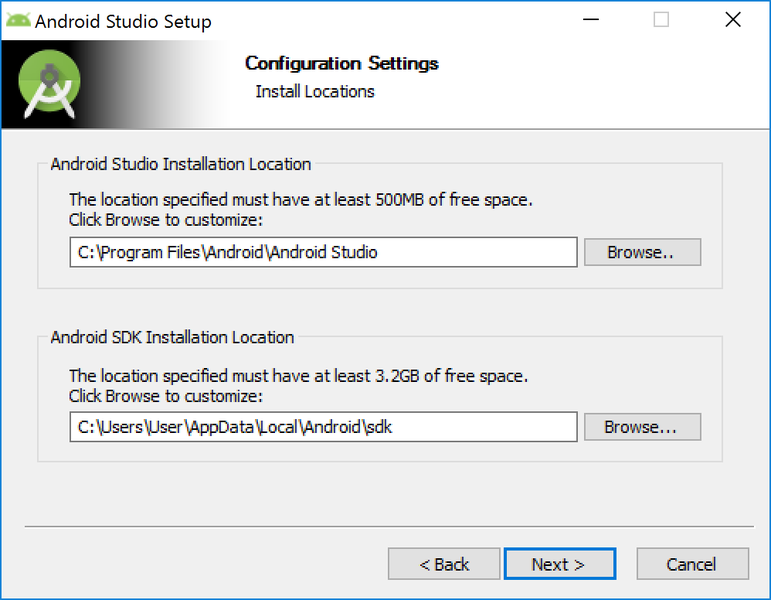 Android Studio Setup
Configuration Settings
Install Locations
Android Studio Installation Location
The location specified must have at least 500MB of free space.
Click Browse to customize:
C:\Program Files\Android\Android Studio
Browse..
Android SDK Installation Location
The location specified must have at least 3.2GB of free space.
Click Browse to customize:
C:\Users\User\AppData\Local\Android\sdk
Browse...
< Back
Next >
Cancel